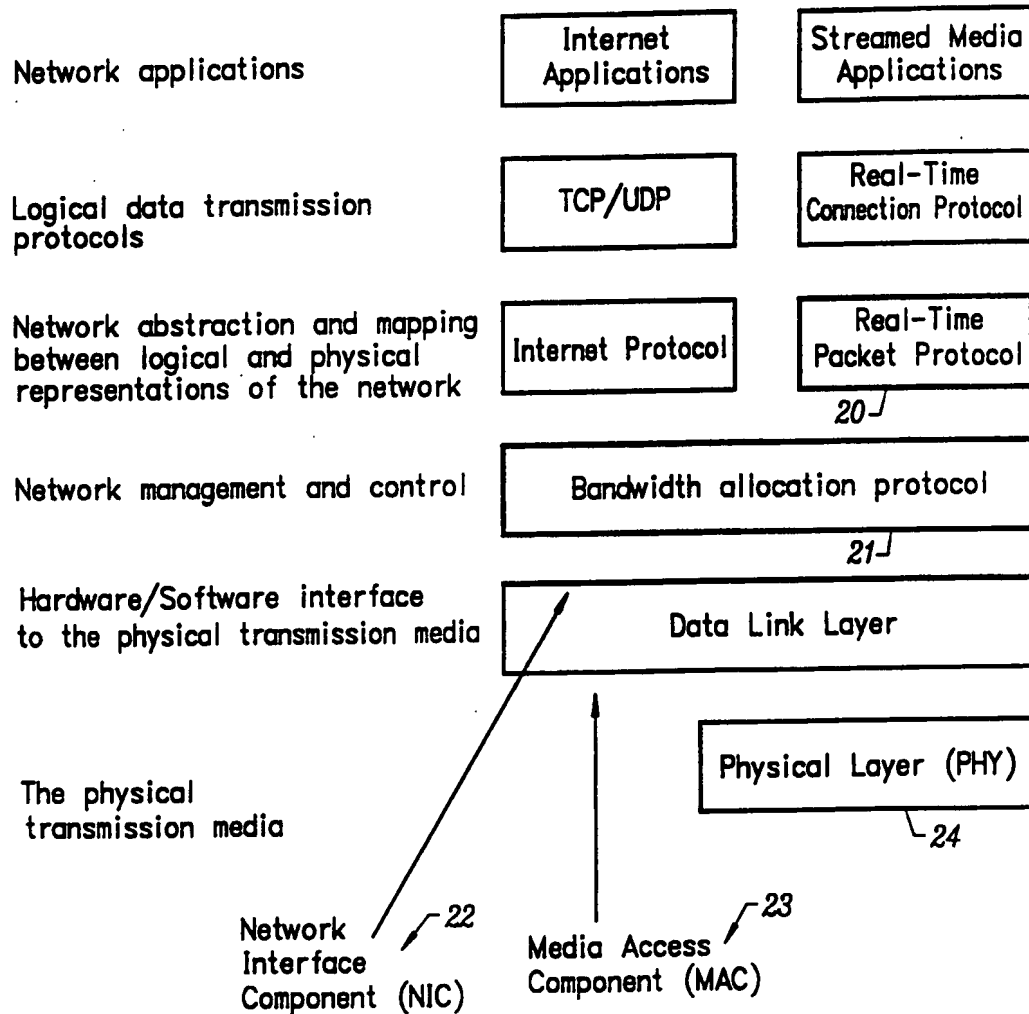 Network applications
Internet
Applications
Streamed Media
Applications
Logical data transmission
protocols
TCP/UDP
Real-Time
Connection Protocol
Network abstraction and mapping
between logical and physical
representations of the network
Internet Protocol
Real-Time
Packet Protocol
20
Network management and control
Bandwidth allocation protocol
21
Hardware/Software interface
to the physical transmission media
Data Link Layer
Physical Layer (PHY)
24
The physical
transmission media
Network
Interface
Component (NIC)
22
Media Access
Component (MAC)
23